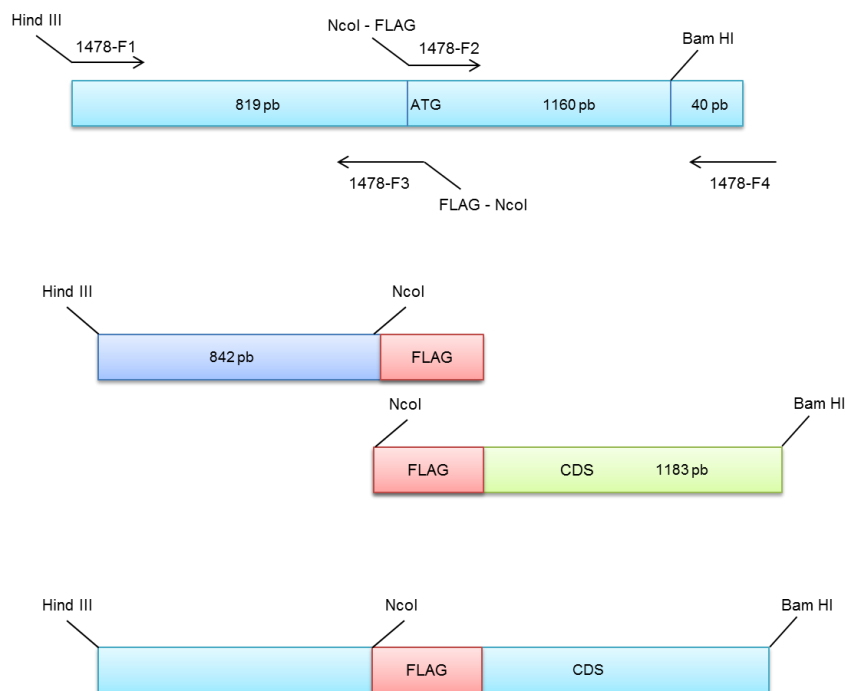 Hind III
1478-F1
NcoI - FLAG
1478-F2
Bam HI
819 pb
ATG
1160 pb
40 pb
1478-F3
1478-F4
FLAG - NcoI
Hind III
NcoI
842 pb
FLAG
NcoI
Bam HI
FLAG
CDS
1183 pb
Hind III
NcoI
Bam HI
FLAG
CDS